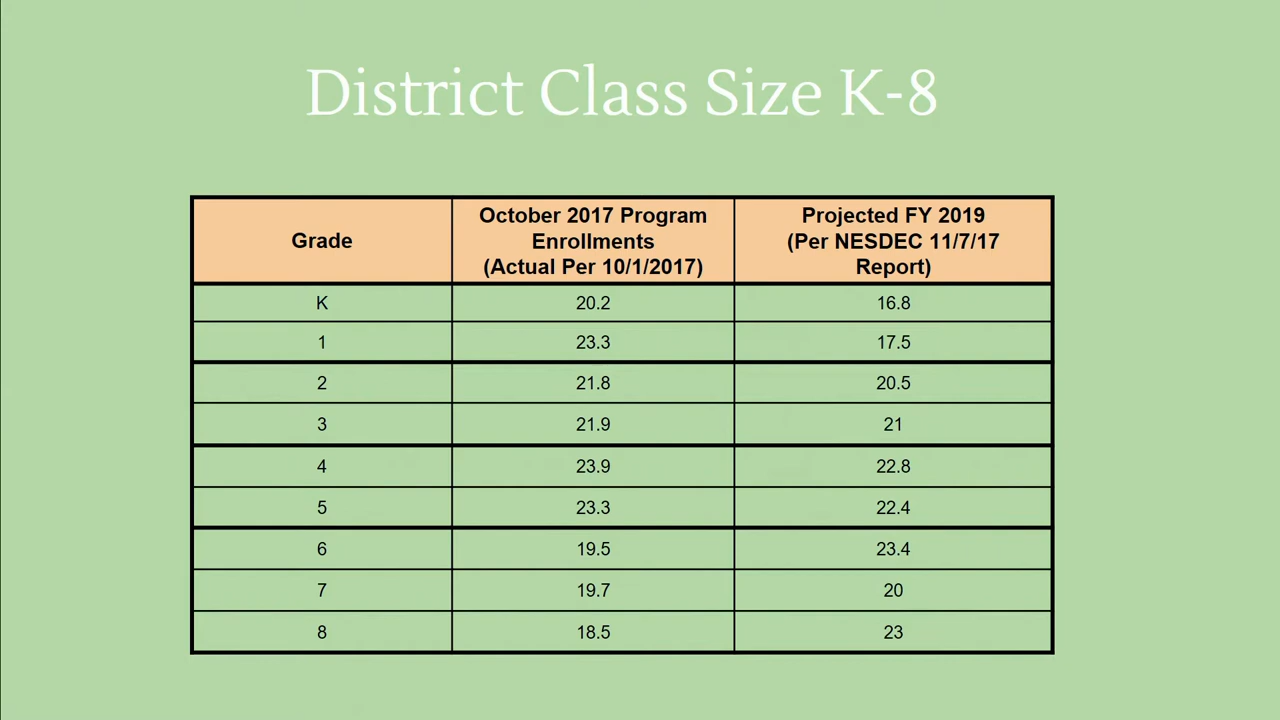 District Class Size K-8
Grade
October 2017 Program
Enrollments
(Actual Per 10/1/2017)
Projected FY 2019
(Per NESDEC 11/7/17
Report)
K 20.2 16.8
1 23.3 17.5
2 21.8 20.5
3 21.9 21
4 23.9 22.8
5 23.3 22.4
6 19.5 23.4
7 19.7 20
8 18.5 23